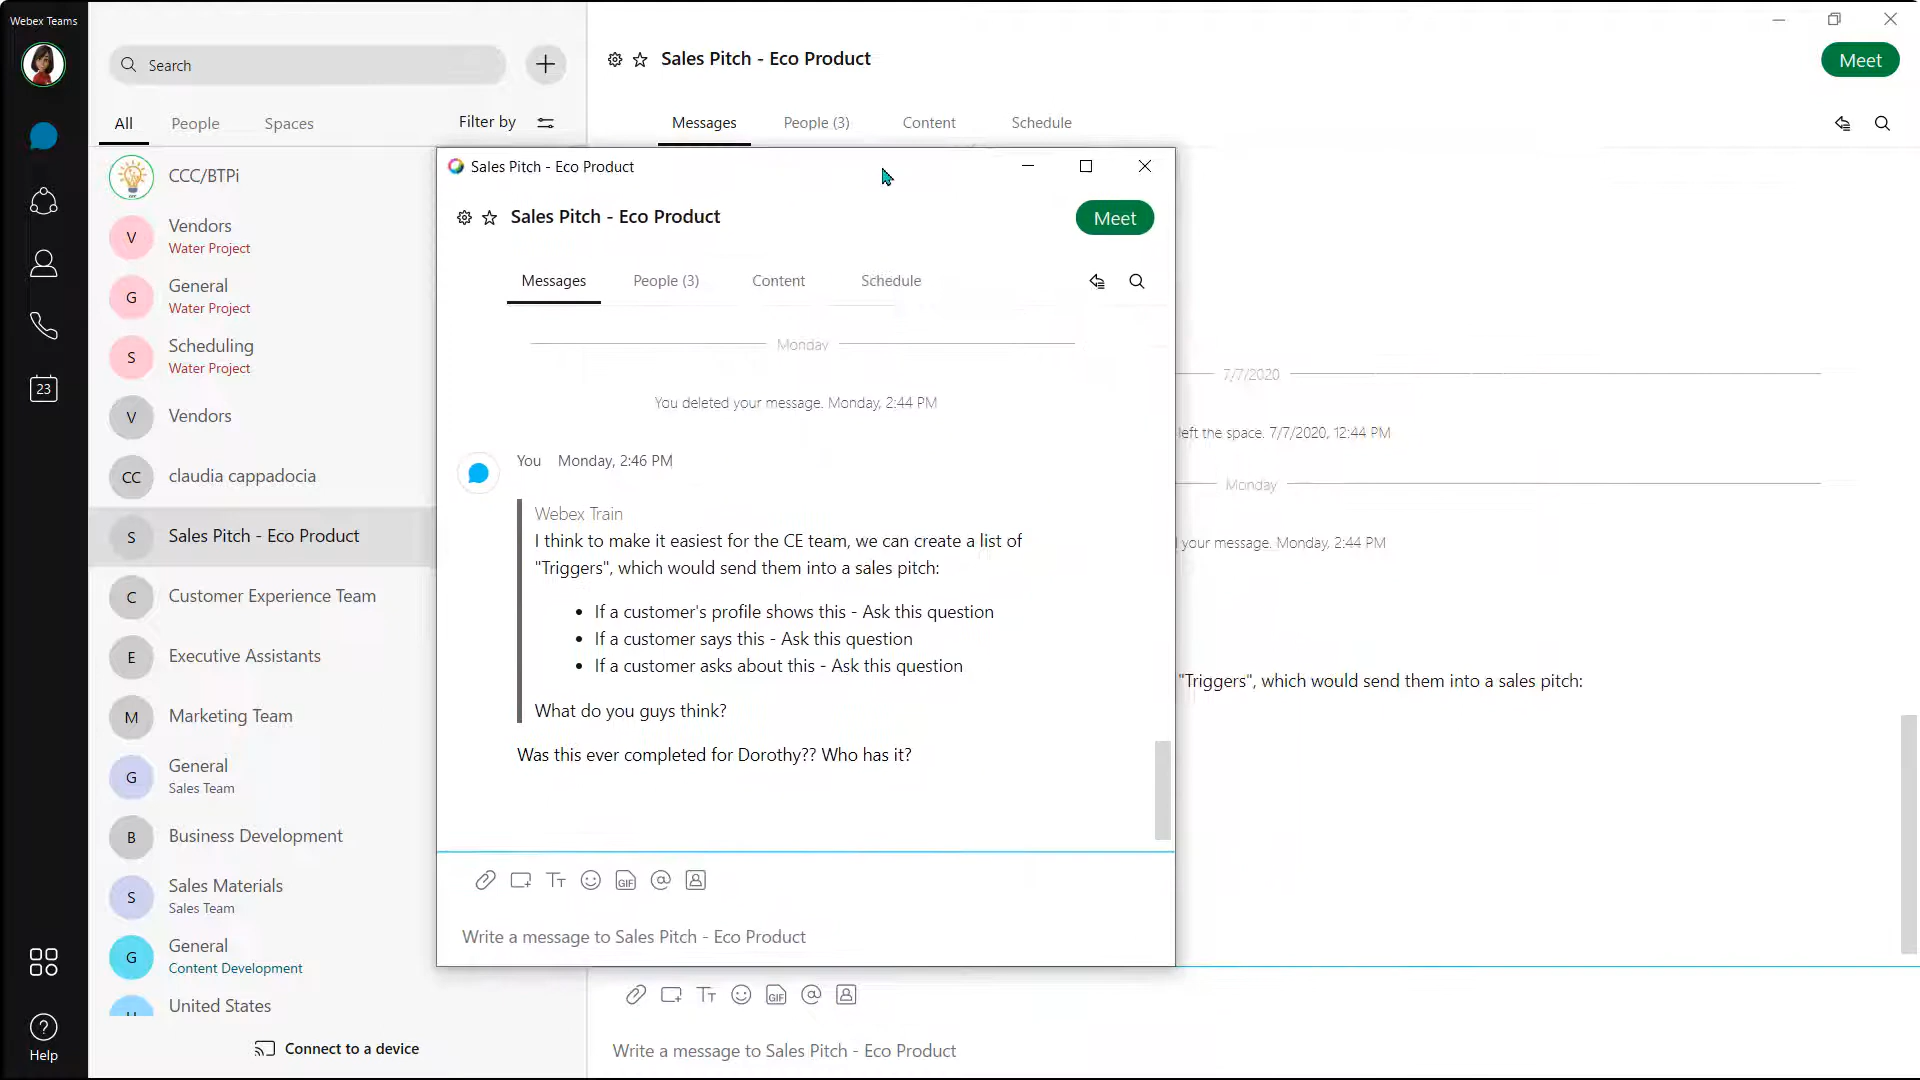 Webex Teams
Search
All
People
Spaces
Filter by
CCC/BTPi
V
Vendors
Water Project
G
General
Water Project
S
Scheduling
Water Project
V
Vendors
CC
claudia cappadocia
S
Sales Pitch - Eco Product
C
Customer Experience Team
E
Executive Assistants
M
Marketing Team
G
General
Sales Team
B
Business Development
S
Sales Materials
Sales Team
G
General
Content Development
United States
Connect to a device
23
Help
Sales Pitch - Eco Product
Meet
Messages
People (3)
Content
Schedule
Sales Pitch - Eco Product
Sales Pitch - Eco Product
Meet
Messages
People (3)
Content
Schedule
Monday
You deleted your message. Monday, 2:44 PM
You Monday, 2:46 PM
Webex Train
I think to make it easiest for the CE team, we can create a list of
"Triggers", which would send them into a sales pitch:
• If a customer's profile shows this - Ask this question
• If a customer says this - Ask this question
• If a customer asks about this - Ask this question
What do you guys think?
Was this ever completed for Dorothy?? Who has it?
GIF
Write a message to Sales Pitch - Eco Product
7/7/2020
left the space. 7/7/2020, 12:44 PM
Monday
your message. Monday, 2:44 PM
"Triggers", which would send them into a sales pitch:
GIF
Write a message to Sales Pitch - Eco Product